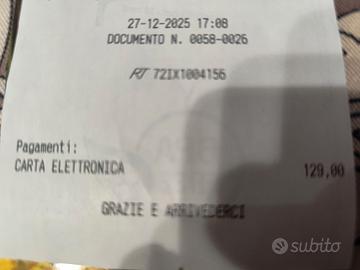 27-12-2025 17:08
DOCUMENTO N. 0058-0026
RT 72IX1004156
Pagamenti:
CARTA ELETTRONICA 129,00
GRAZIE E ARRIVEDERCI
subito